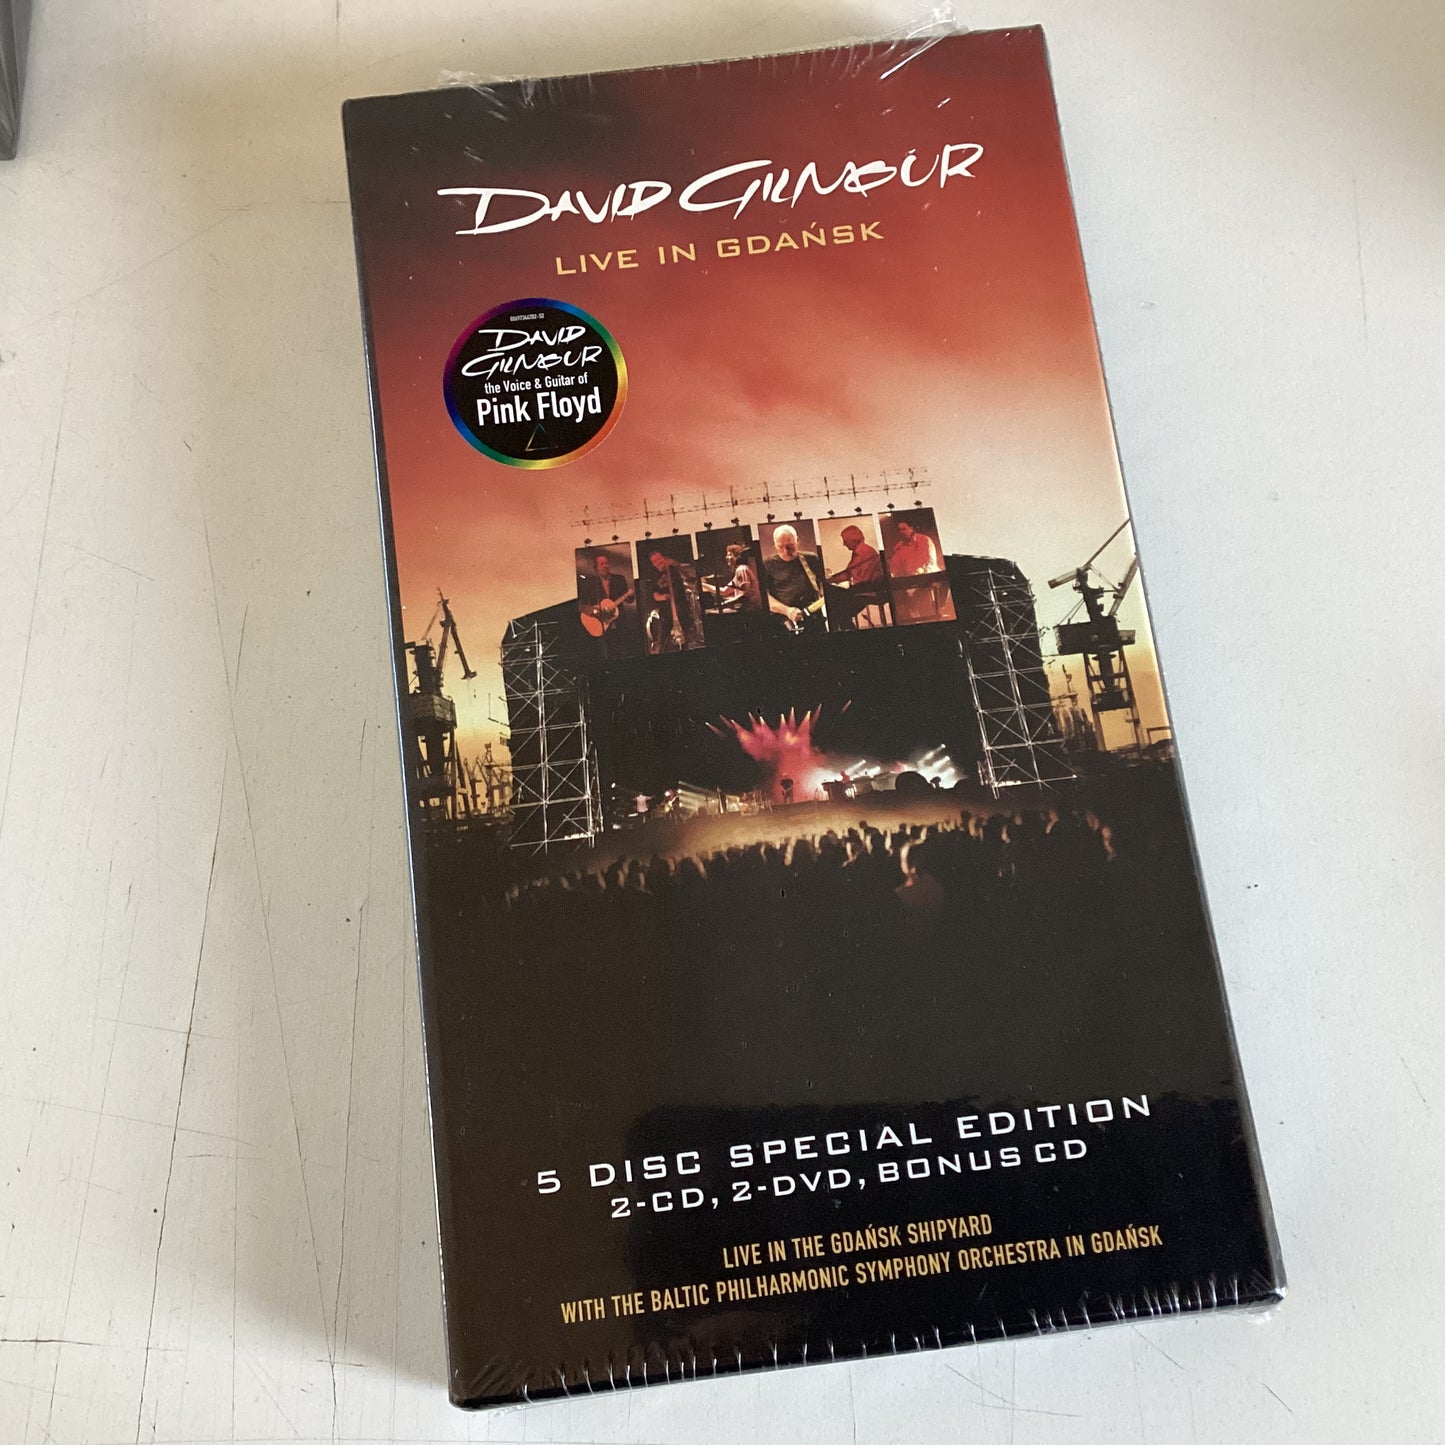 DAVID GILMOUR
LIVE IN GDAŃSK
DAVID
GILMOUR
the Voice & Guitar of
Pink Floyd
5 DISC SPECIAL EDITION
2-CD, 2-DVD, BONUS CD
LIVE IN THE GDAŃSK SHIPYARD
WITH THE BALTIC PHILHARMONIC SYMPHONY ORCHESTRA IN GDAŃSK